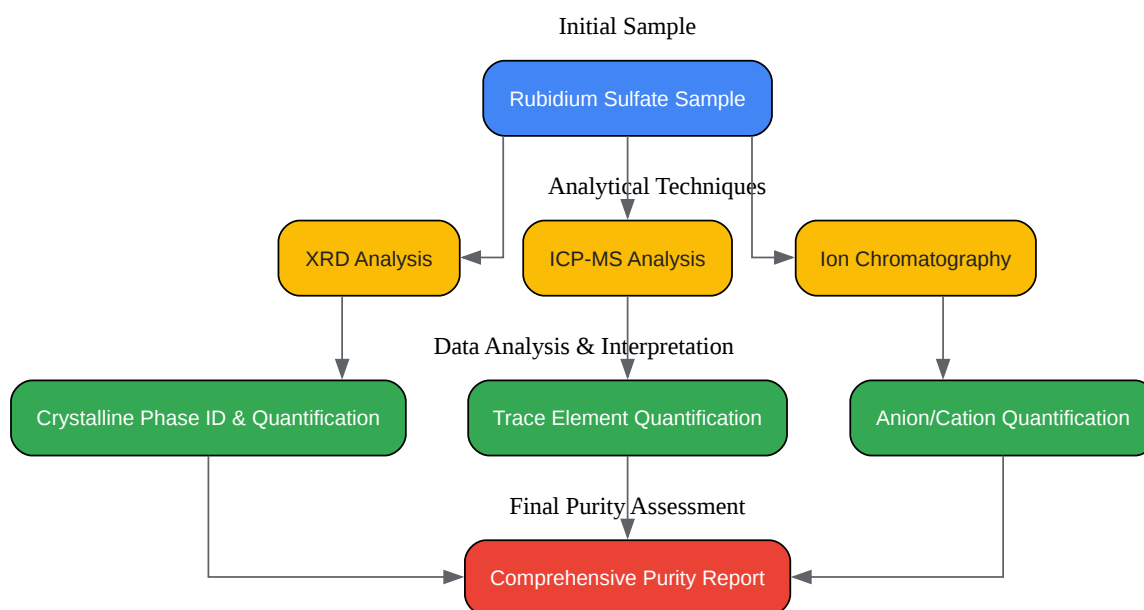 Initial Sample
Rubidium Sulfate Sample
Analytical Techniques
XRD Analysis
ICP-MS Analysis
Ion Chromatography
Data Analysis & Interpretation
Crystalline Phase ID & Quantification
Trace Element Quantification
Anion/Cation Quantification
Final Purity Assessment
Comprehensive Purity Report